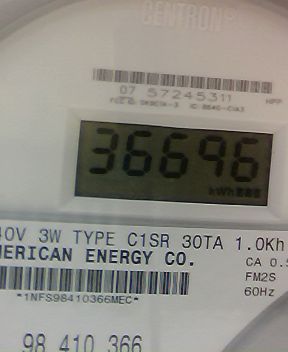 CENTRON®
07 57245311
36696
kWh
40V 3W TYPE C1SR 30TA 1.0Kh
MERICAN ENERGY CO.
CA 0.5
FM2S
60Hz
*1NFS98410366MEC*
98 410 366